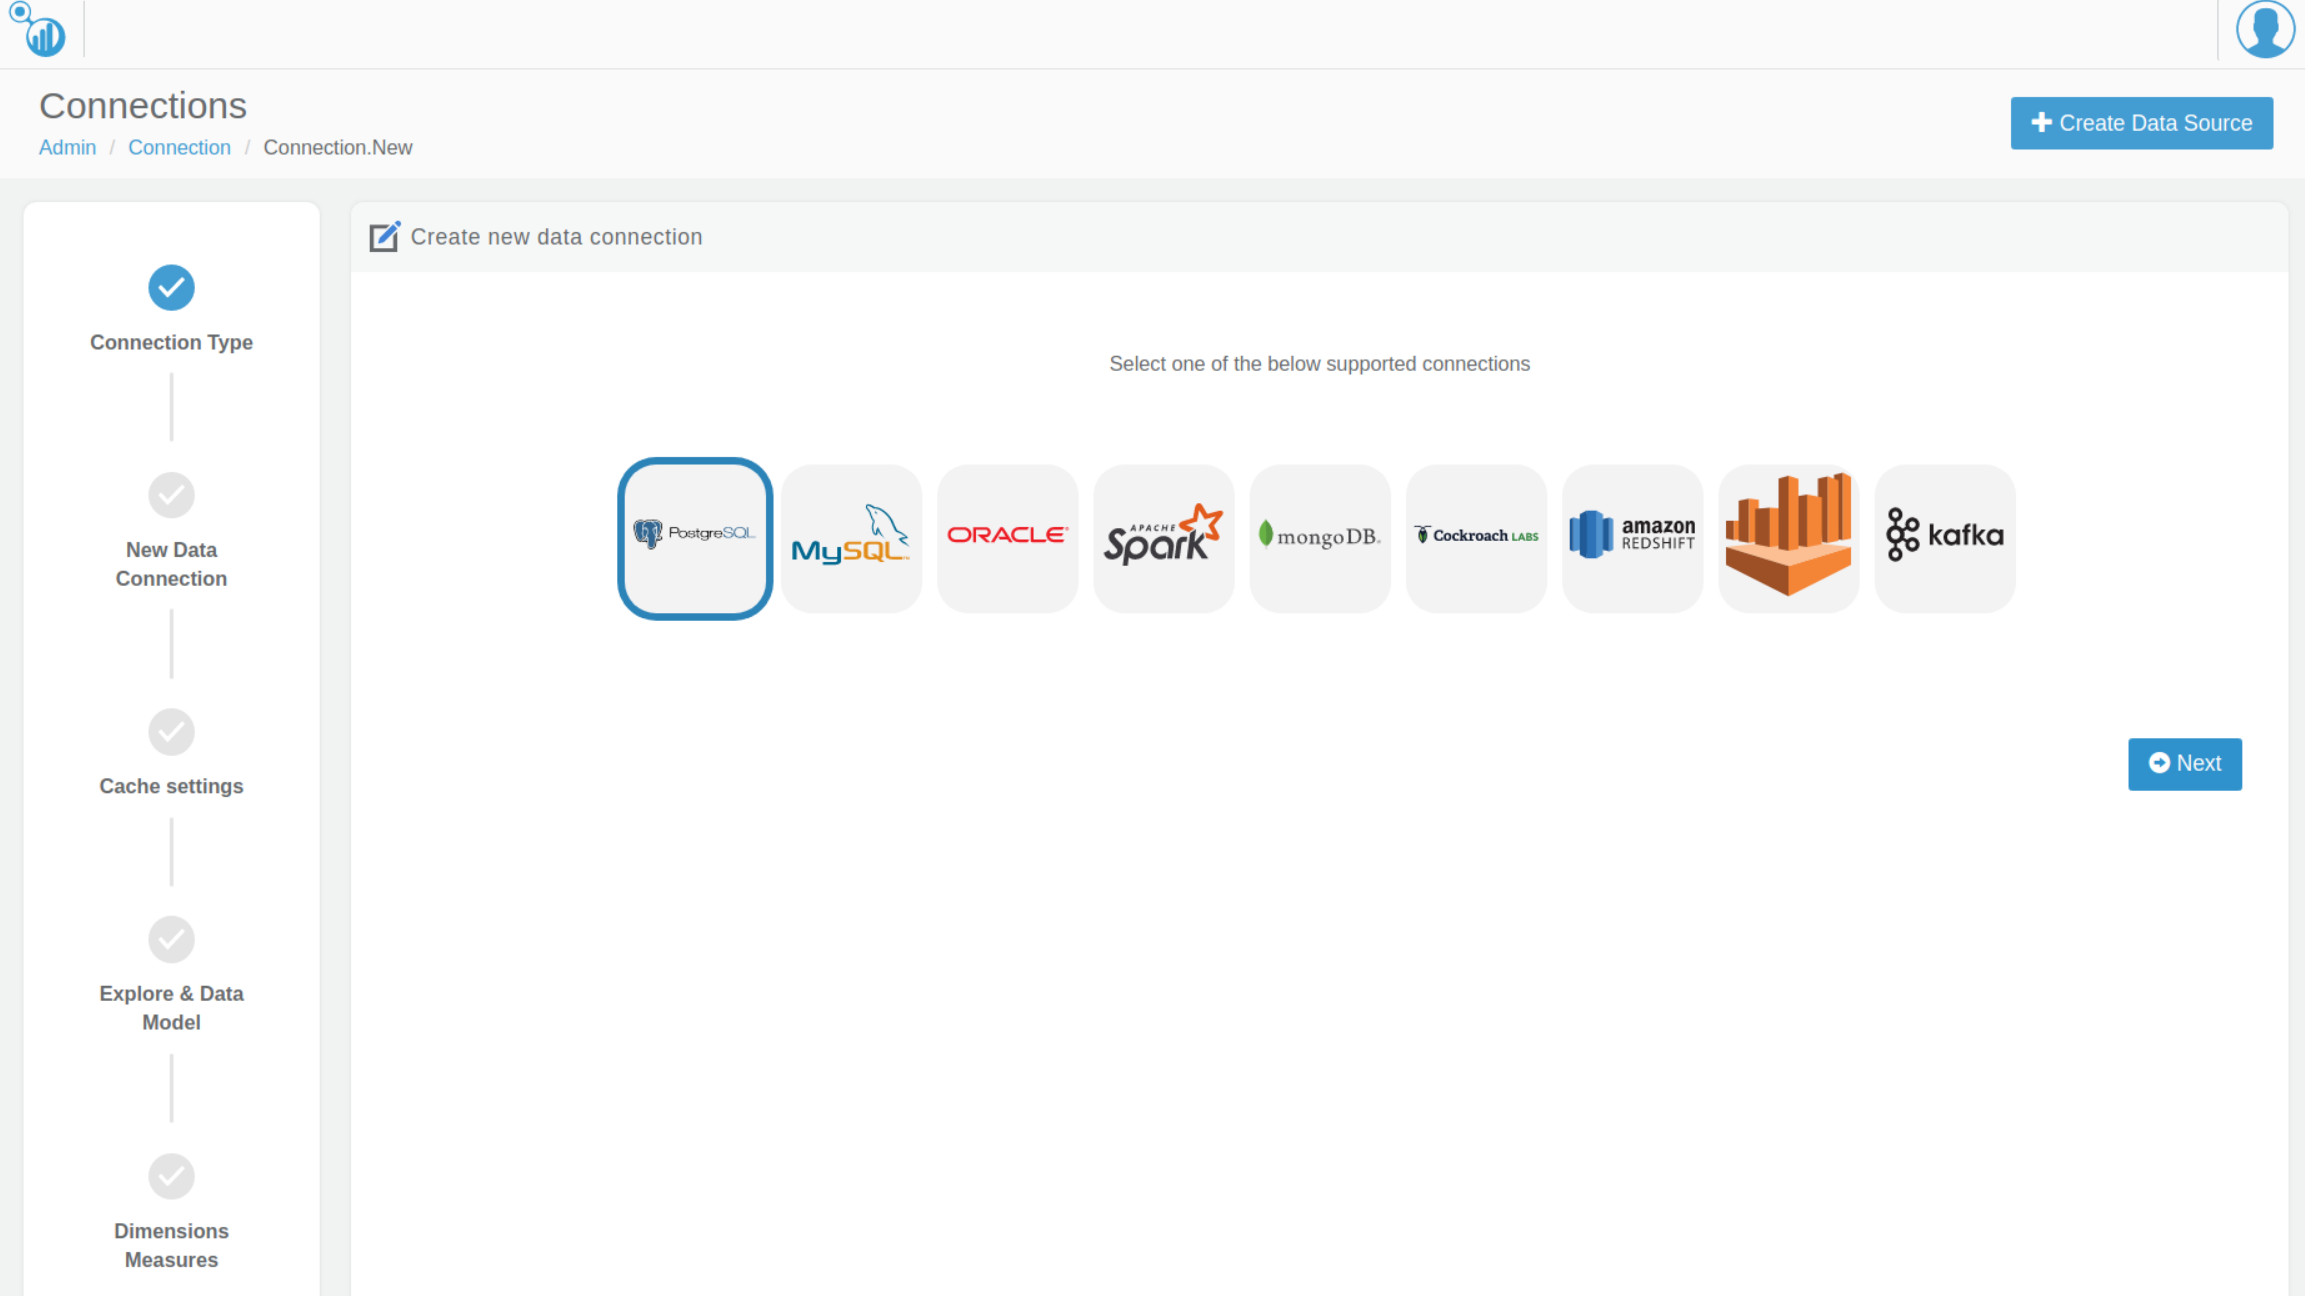 Connections
Create Data Source
Admin / Connection / Connection.New
Create new data connection
Connection Type
Select one of the below supported connections
New Data
Connection
PostgreSQL
MySQL™
ORACLE®
APACHE
Spark
mongoDB®
Cockroach LABS
amazon
REDSHIFT
kafka
Cache settings
Next
Explore & Data
Model
Dimensions
Measures